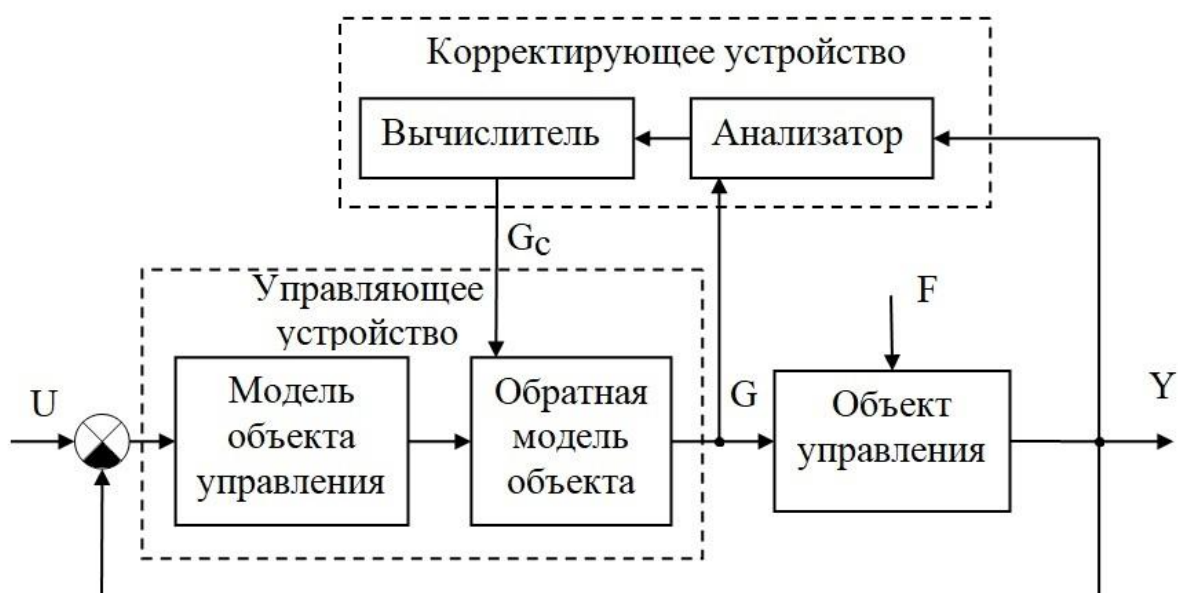 Корректирующее устройство
Вычислитель
Анализатор
Gc
Управляющее
устройство
F
U
Модель
объекта
управления
Обратная
модель
объекта
G
Объект
управления
Y